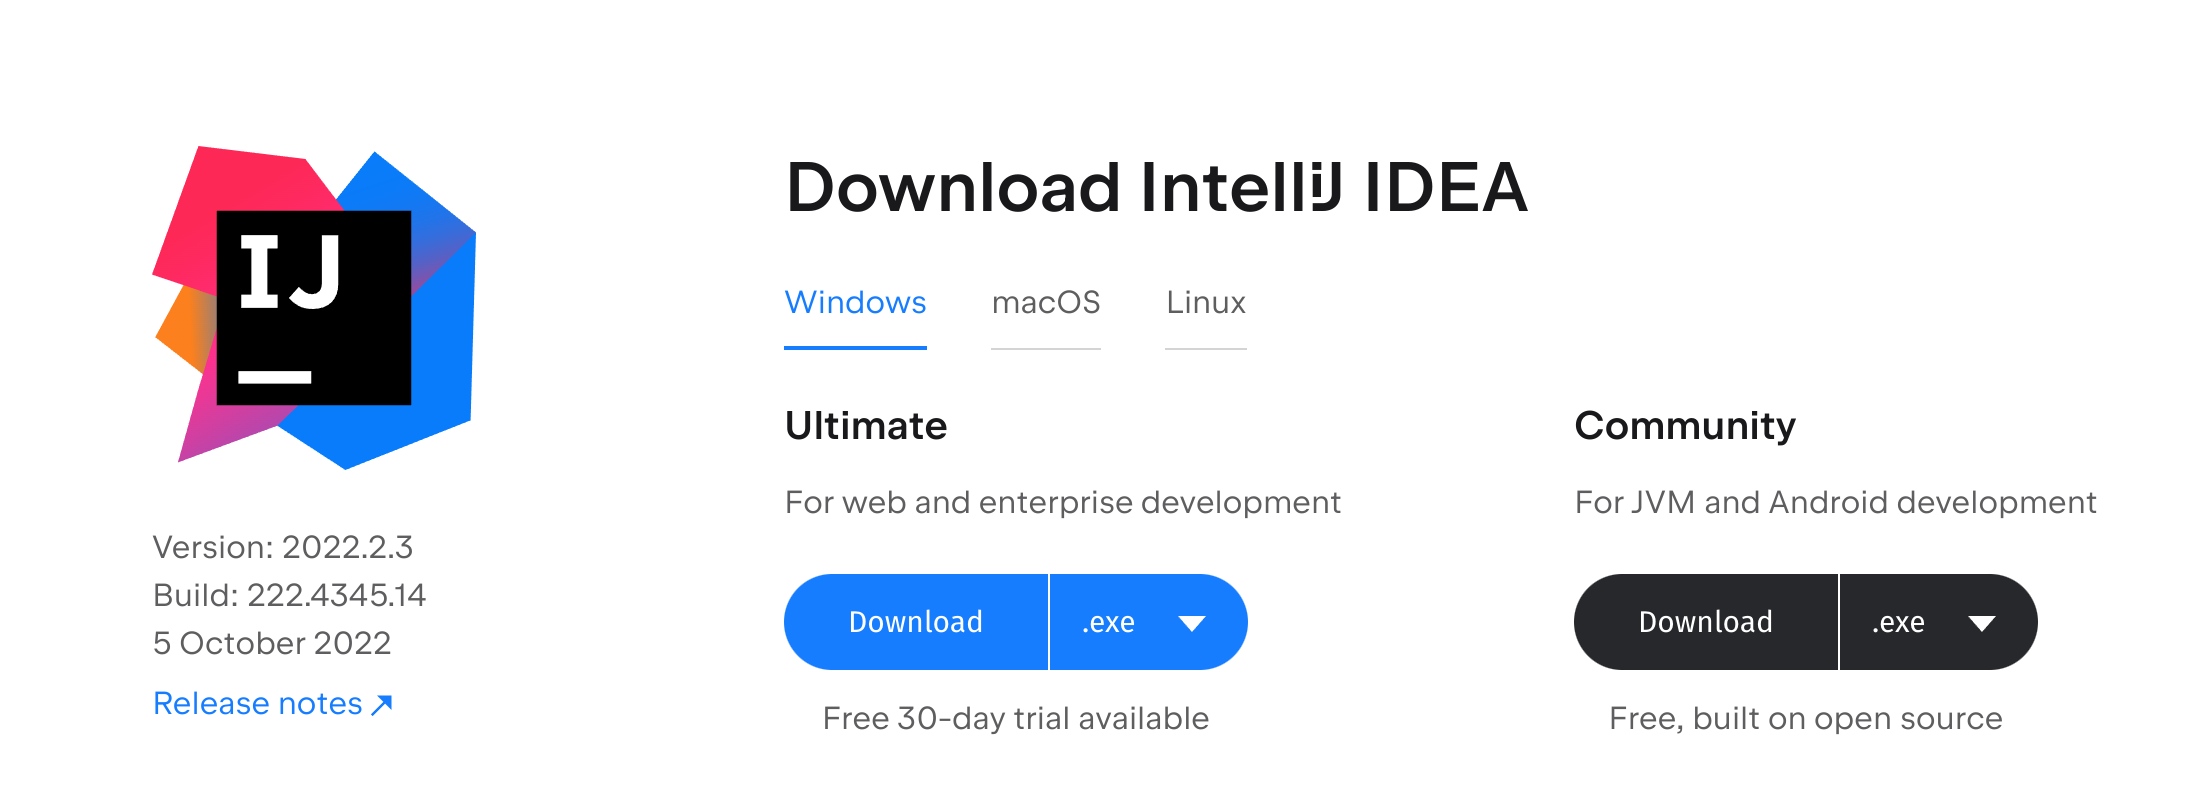 IJ
Version: 2022.2.3
Build: 222.4345.14
5 October 2022
Release notes ↗
Download IntelliJ IDEA
Windows macOS Linux
Ultimate
For web and enterprise development
Download .exe
Free 30-day trial available
Community
For JVM and Android development
Download .exe
Free, built on open source